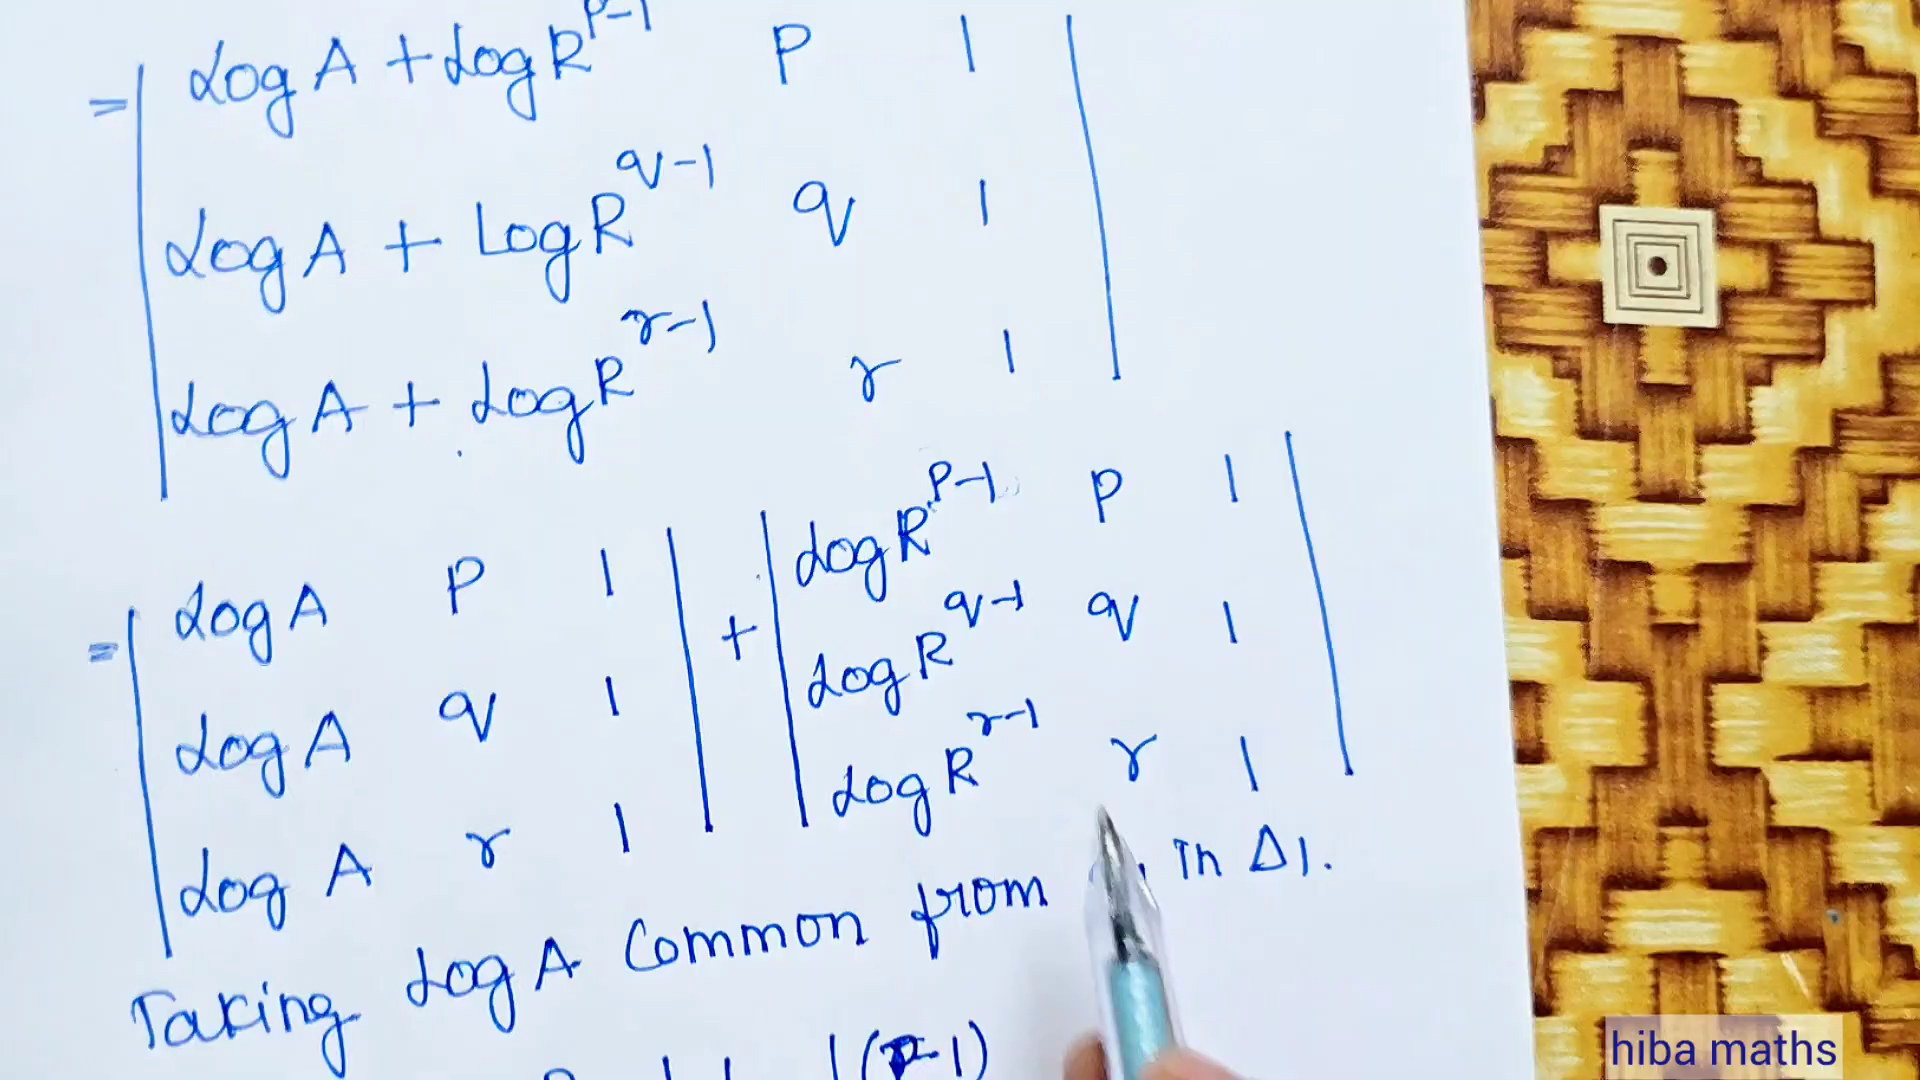 = | Log A + Log R^(P-1) P 1 |
| Log A + Log R^(q-1) q 1 |
| Log A + Log R^(r-1) r 1 |
= | Log A P 1 | + | Log R^(P-1) P 1 |
| Log A q 1 | | Log R^(q-1) q 1 |
| Log A r 1 | | Log R^(r-1) r 1 |
Taking Log A Common from in Δ1.
hiba maths